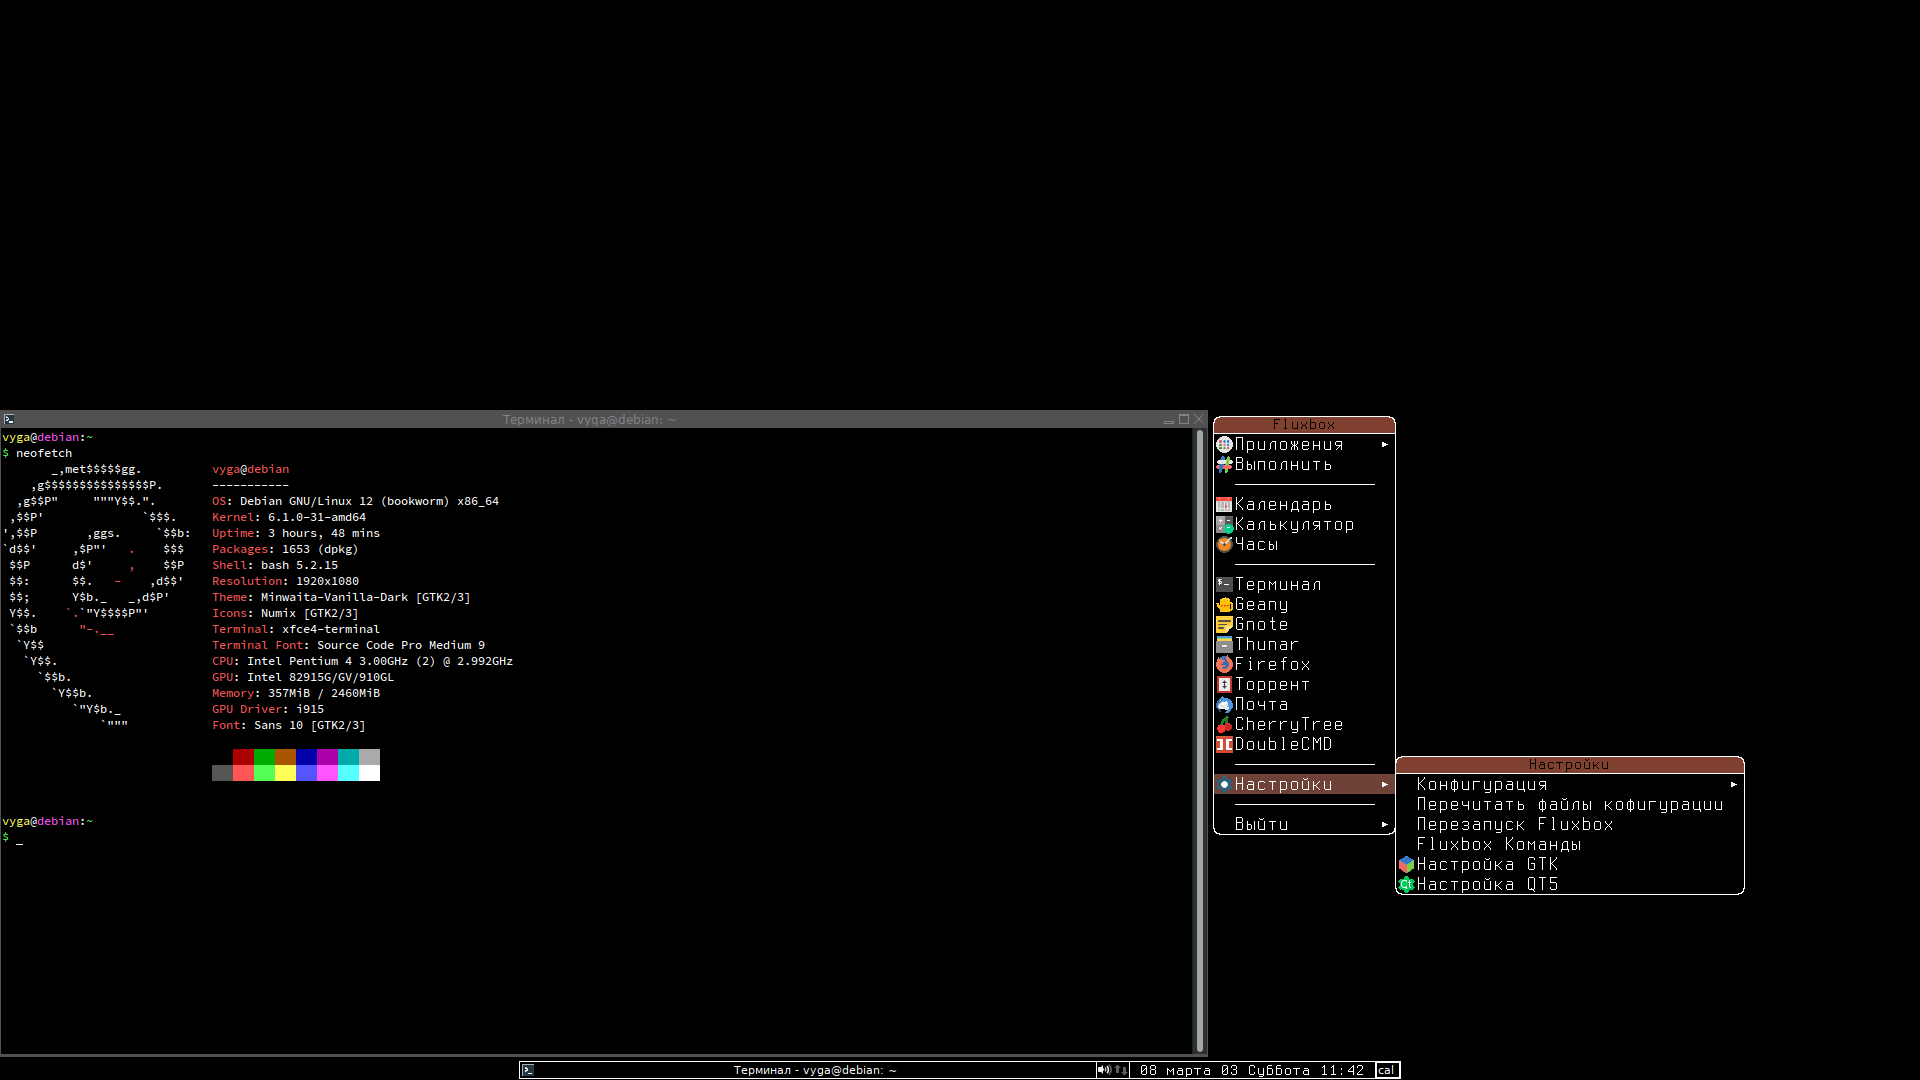 Терминал - vyga@debian: ~
vyga@debian:~
$ neofetch
       _,met$$$$$gg.          vyga@debian
    ,g$$$$$$$$$$$$$$$P.       -----------
  ,g$$P"     """Y$$.".        OS: Debian GNU/Linux 12 (bookworm) x86_64
 ,$$P'              `$$$.     Kernel: 6.1.0-31-amd64
',$$P       ,ggs.     `$$b:   Uptime: 3 hours, 48 mins
`d$$'     ,$P"'   .    $$$    Packages: 1653 (dpkg)
 $$P      d$'     ,    $$P    Shell: bash 5.2.15
 $$:      $$.   -    ,d$$'    Resolution: 1920x1080
 $$;      Y$b._   _,d$P'      Theme: Minwaita-Vanilla-Dark [GTK2/3]
 Y$$.    `.`"Y$$$$P"'         Icons: Numix [GTK2/3]
 `$$b      "-.__              Terminal: xfce4-terminal
  `Y$$                        Terminal Font: Source Code Pro Medium 9
   `Y$$.                      CPU: Intel Pentium 4 3.00GHz (2) @ 2.992GHz
     `$$b.                    GPU: Intel 82915G/GV/910GL
       `Y$$b.                 Memory: 357MiB / 2460MiB
          `"Y$b._             GPU Driver: i915
              `"""            Font: Sans 10 [GTK2/3]
vyga@debian:~
$ _
Fluxbox
Приложения
Выполнить
Календарь
Калькулятор
Часы
Терминал
Geany
Gnote
Thunar
Firefox
Торрент
Почта
CherryTree
DoubleCMD
Настройки
Выйти
Настройки
Конфигурация
Перечитать файлы кофигурации
Перезапуск Fluxbox
Fluxbox Команды
Настройка GTK
Настройка QT5
Терминал - vyga@debian: ~
08 марта 03 Суббота 11:42
cal